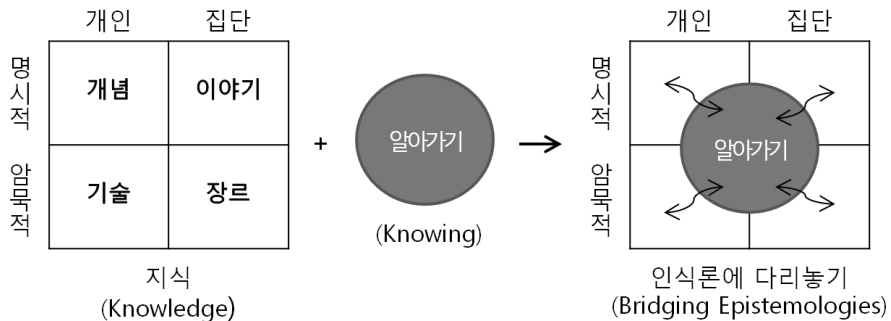 개인 집단
명시적
개념 이야기
암묵적
기술 장르
지식
(Knowledge)
+
알아가기
(Knowing)
개인 집단
명시적
암묵적
알아가기
인식론에 다리놓기
(Bridging Epistemologies)